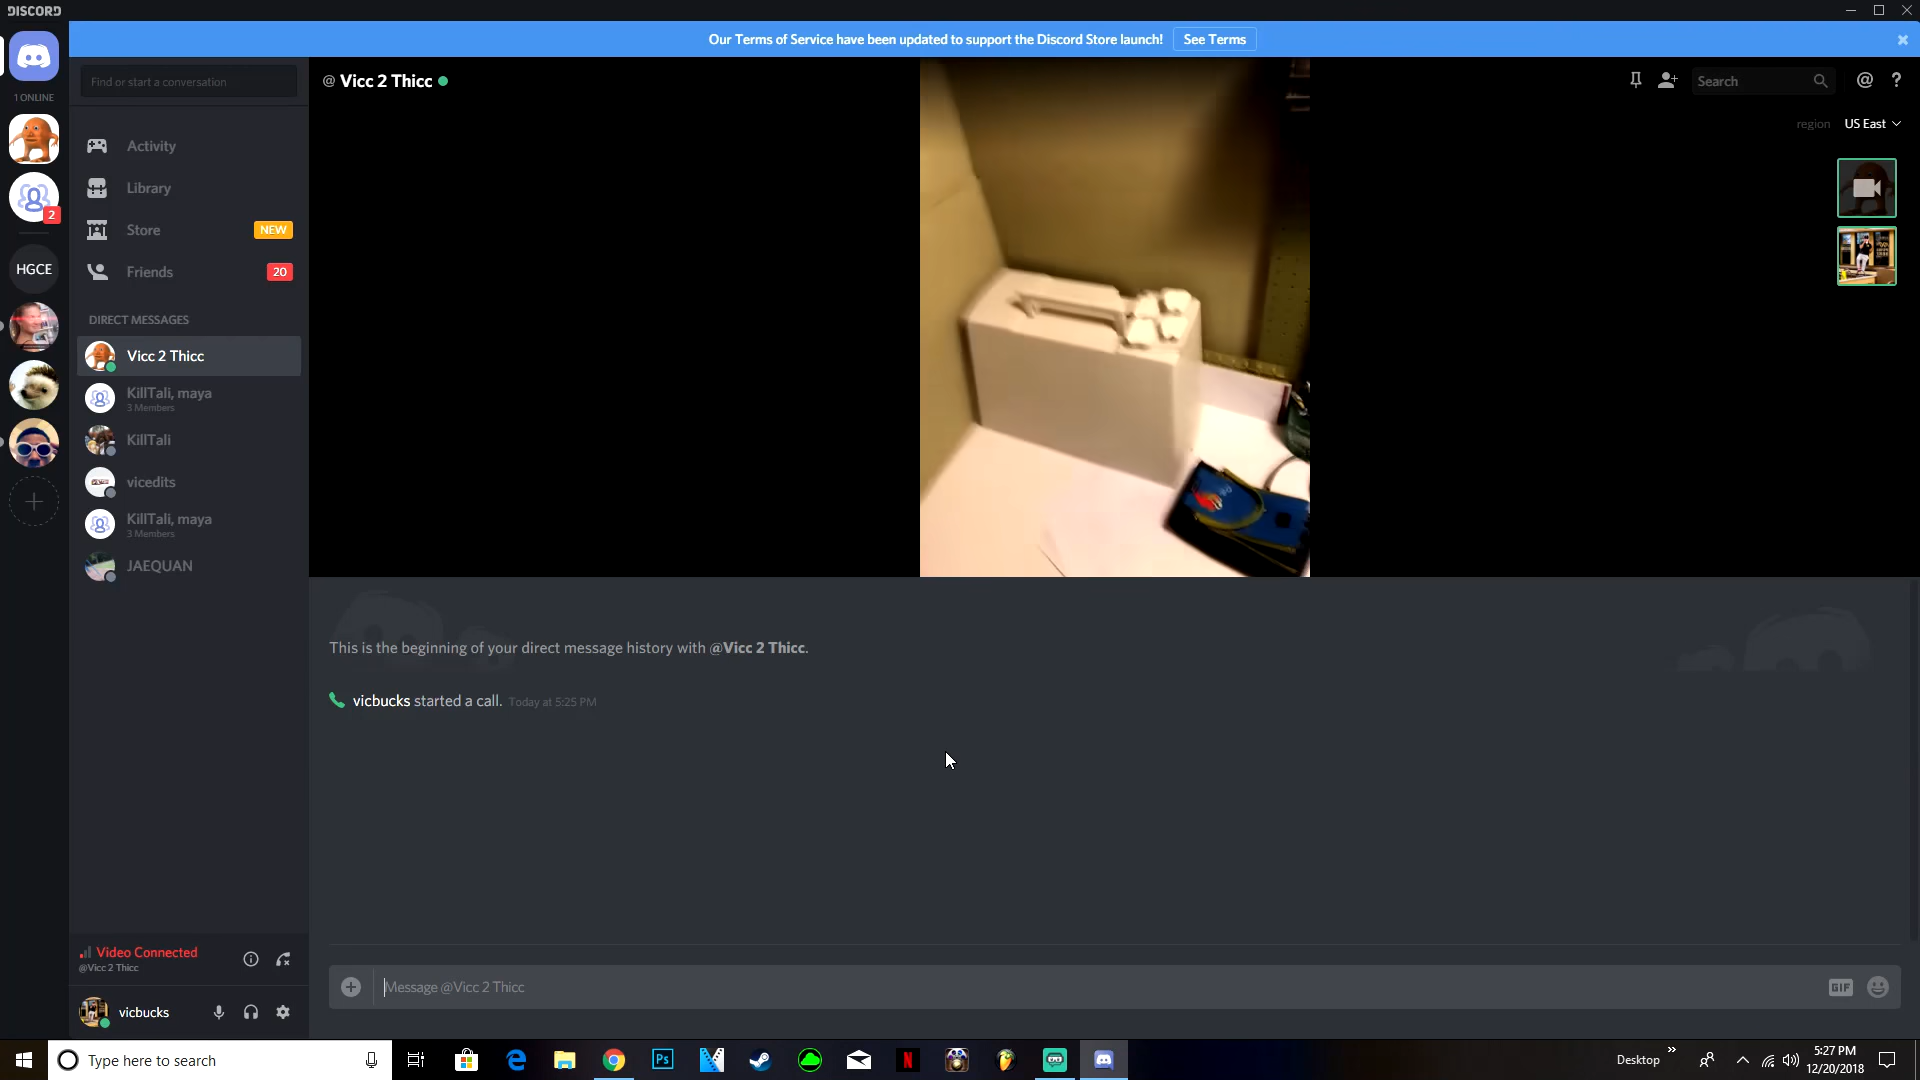 DISCORD
Our Terms of Service have been updated to support the Discord Store launch!
See Terms
1 ONLINE
2
HGCE
Find or start a conversation
Activity
Library
Store
NEW
Friends
20
DIRECT MESSAGES
Vicc 2 Thicc
KillTali, maya
3 Members
KillTali
vicedits
KillTali, maya
3 Members
JAEQUAN
Video Connected
@Vicc 2 Thicc
vicbucks
@ Vicc 2 Thicc
Search
@
?
region US East
This is the beginning of your direct message history with @Vicc 2 Thicc.
vicbucks started a call. Today at 5:25 PM
Message @Vicc 2 Thicc
GIF
Type here to search
Ps
Desktop
5:27 PM
12/20/2018